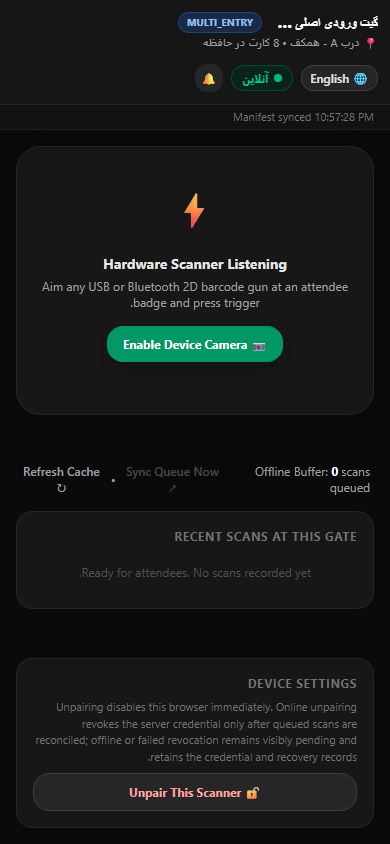 گیت ورودی اصلی ...
MULTI_ENTRY
📍 درب A - همکف • 8 کارت در حافظه
🌐 English
آنلاین
🔔
Manifest synced 10:57:28 PM
Hardware Scanner Listening
Aim any USB or Bluetooth 2D barcode gun at an attendee
.badge and press trigger
Enable Device Camera 📷
Offline Buffer: 0 scans
queued
Sync Queue Now
↗
•
Refresh Cache
↻
RECENT SCANS AT THIS GATE
.Ready for attendees. No scans recorded yet
DEVICE SETTINGS
Unpairing disables this browser immediately. Online unpairing
revokes the server credential only after queued scans are
reconciled; offline or failed revocation remains visibly pending and
.retains the credential and recovery records
Unpair This Scanner 🔓